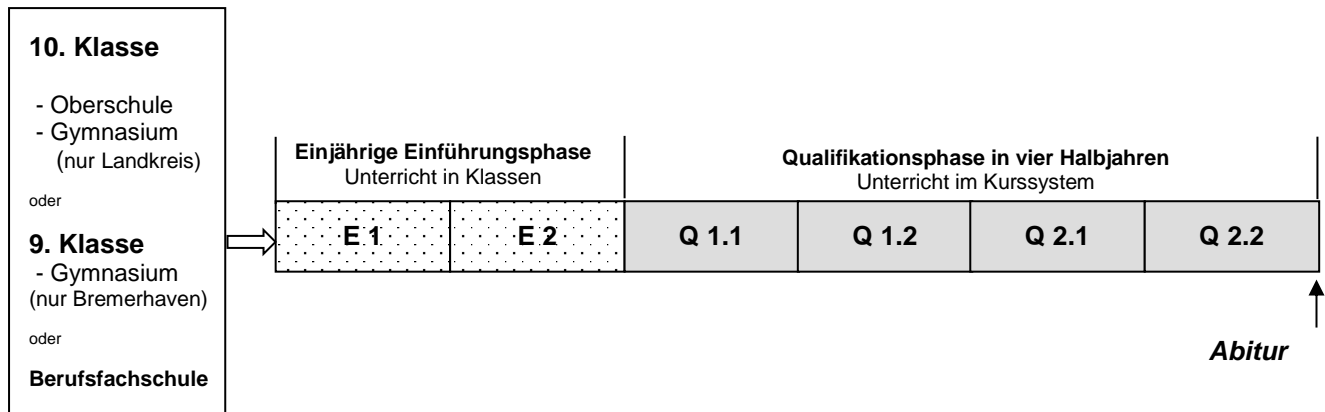 10. Klasse
- Oberschule
- Gymnasium
(nur Landkreis)
oder
9. Klasse
- Gymnasium
(nur Bremerhaven)
oder
Berufsfachschule
Einjährige Einführungsphase
Unterricht in Klassen
Qualifikationsphase in vier Halbjahren
Unterricht im Kurssystem
E 1 E 2 Q 1.1 Q 1.2 Q 2.1 Q 2.2
Abitur